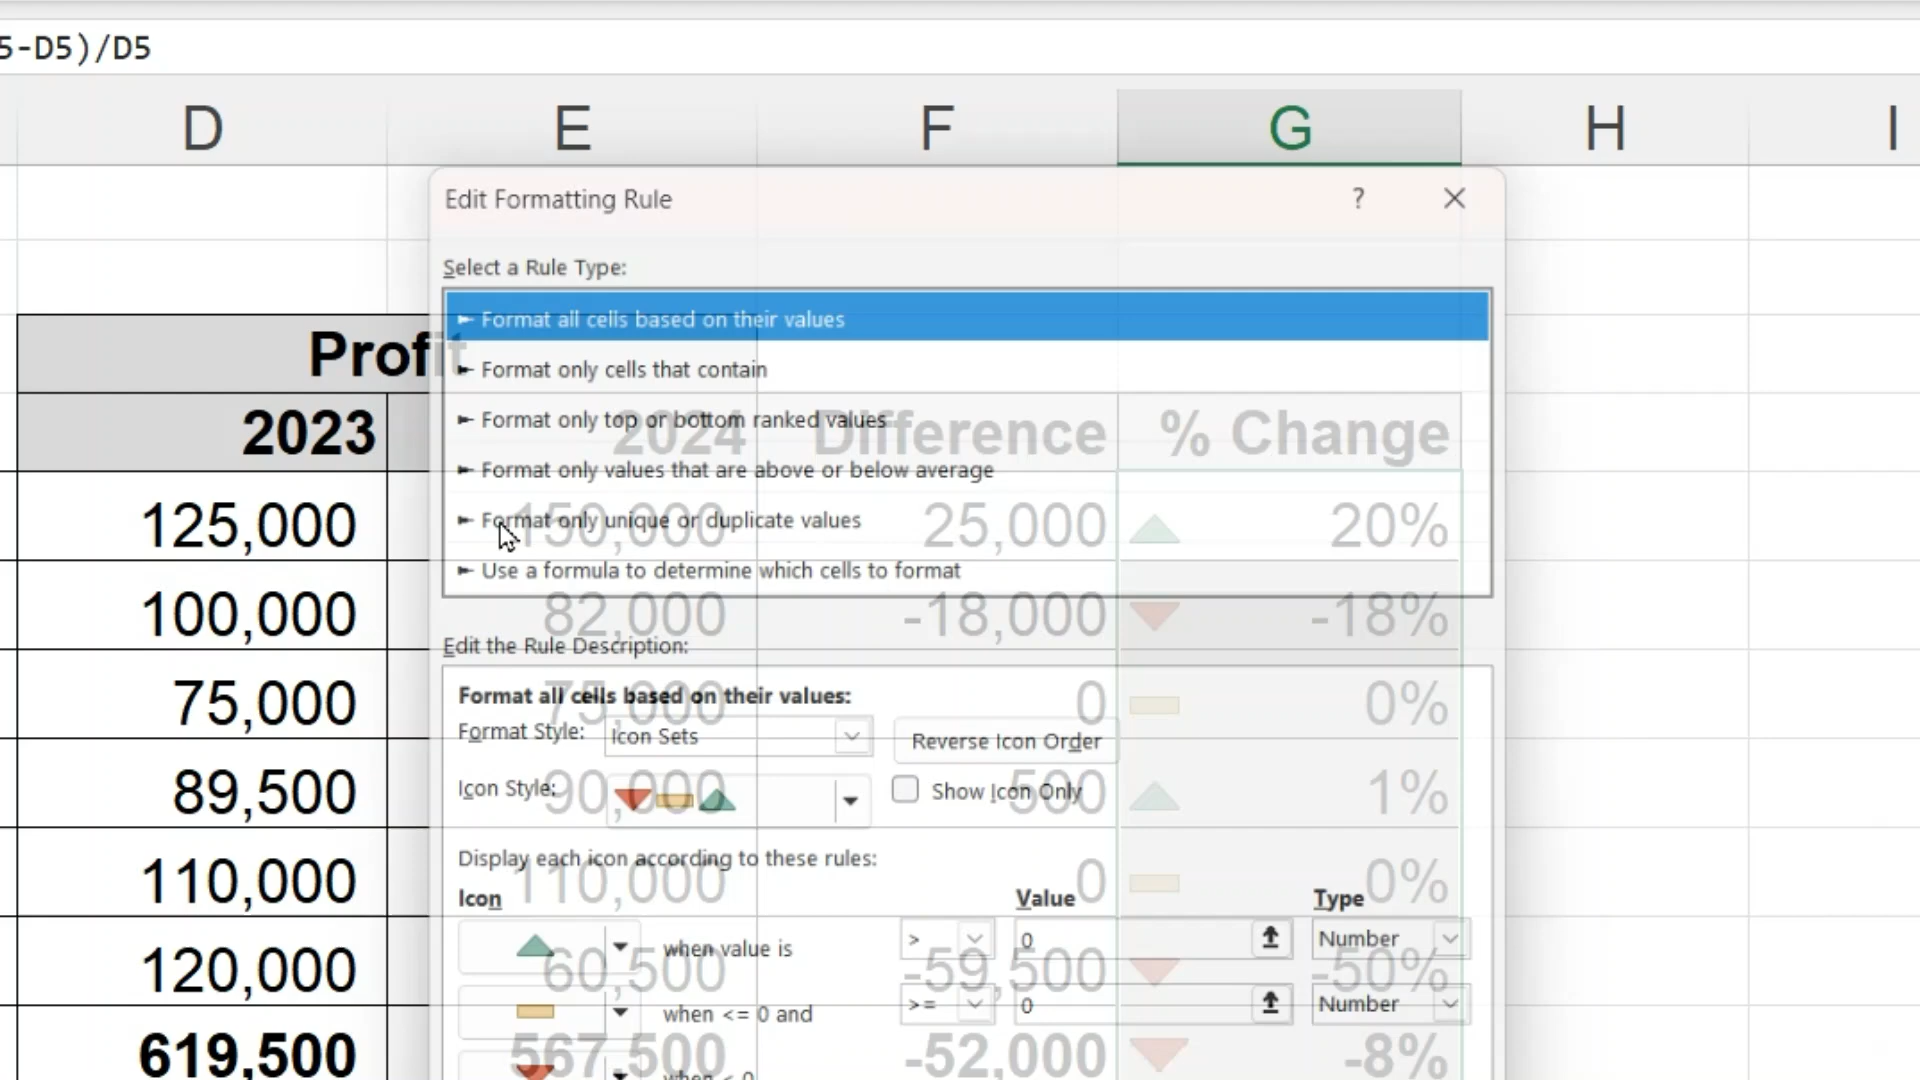 5-D5)/D5
D E F G H I
Edit Formatting Rule ? ✕
Select a Rule Type:
► Format all cells based on their values
Profit
► Format only cells that contain
► Format only top or bottom ranked values
2023 2024 Difference % Change
► Format only values that are above or below average
► Format only unique or duplicate values
125,000 150,000 25,000 20%
► Use a formula to determine which cells to format
100,000 82,000 -18,000 -18%
Edit the Rule Description:
Format all cells based on their values:
75,000 75,000 0 0%
Format Style: Icon Sets Reverse Icon Order
Icon Style: Show Icon Only
89,500 90,000 500 1%
Display each icon according to these rules:
110,000 110,000 0 0%
Icon Value Type
when value is > 0 Number
120,000 60,500 -59,500 -50%
when <= 0 and >= 0 Number
619,500 567,500 -52,000 -8%
when < 0